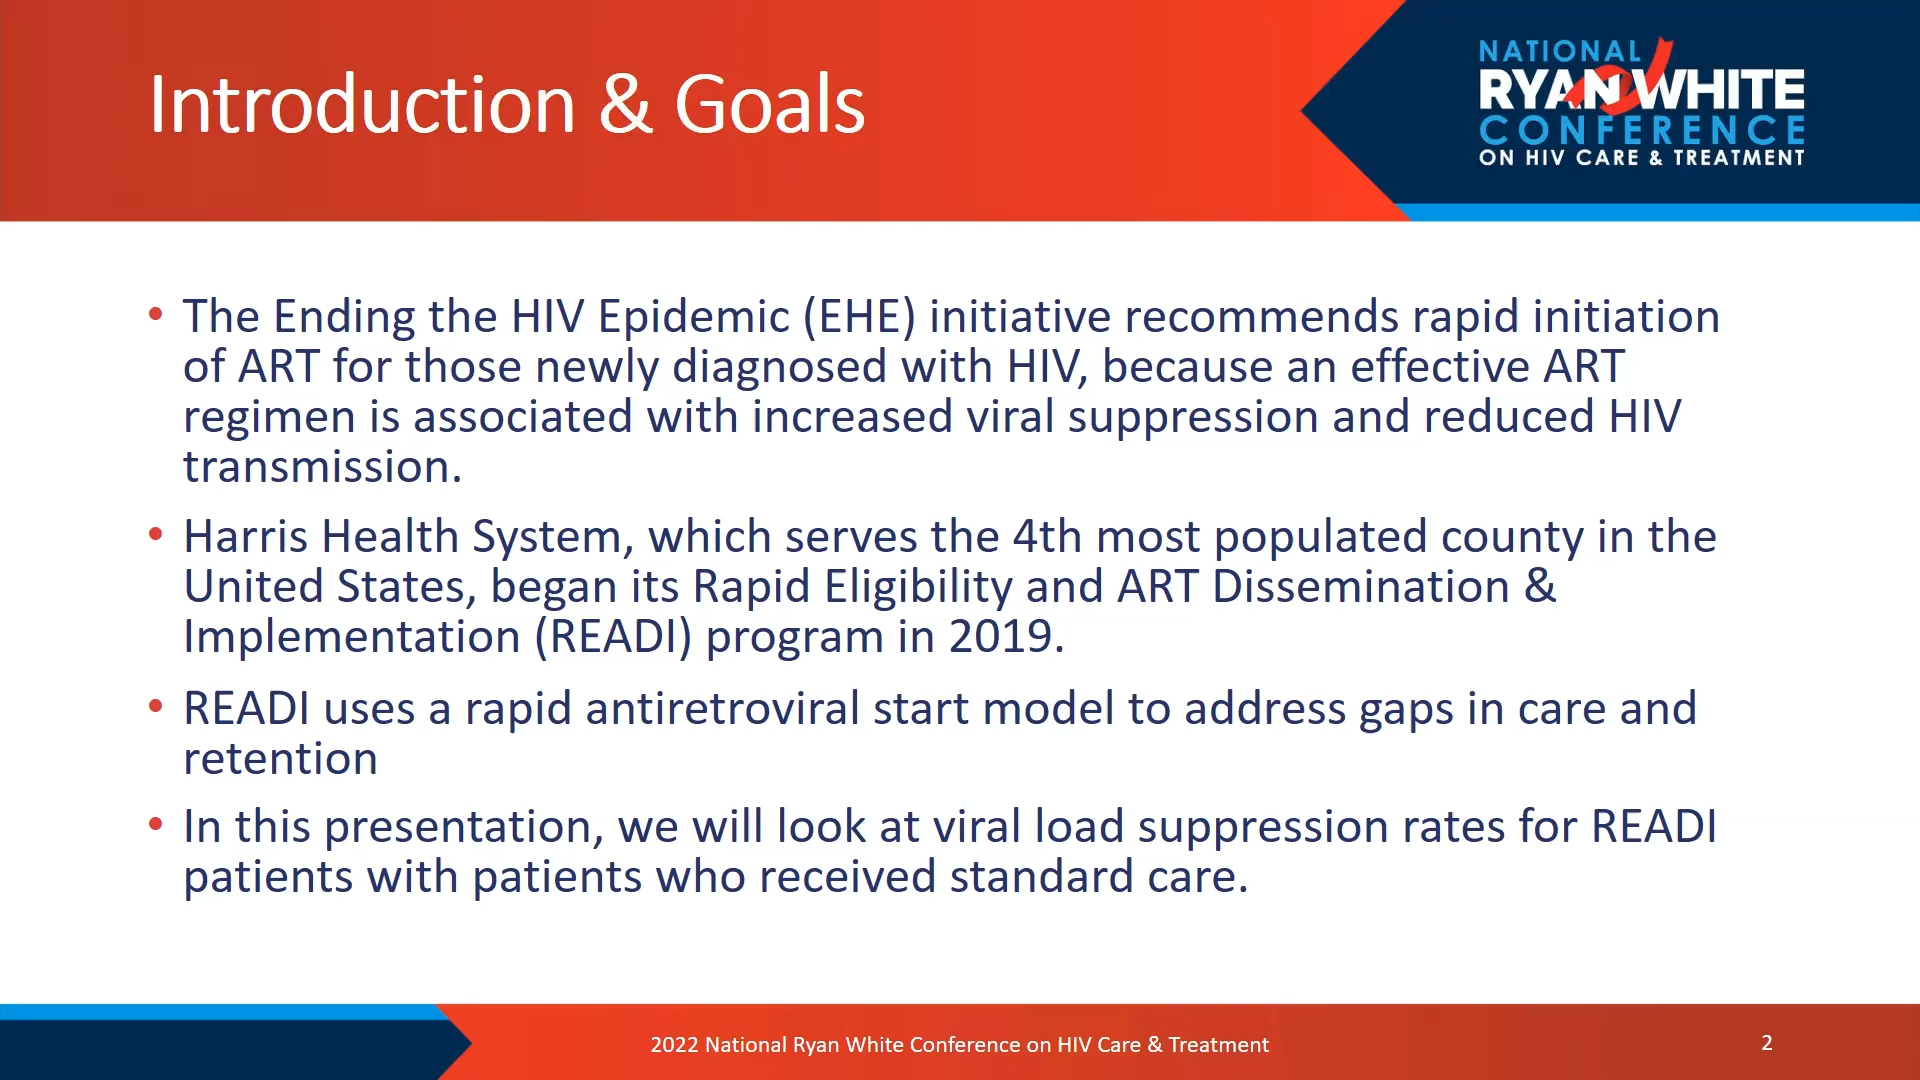 Introduction & Goals
NATIONAL
RYAN WHITE
CONFERENCE
ON HIV CARE & TREATMENT
• The Ending the HIV Epidemic (EHE) initiative recommends rapid initiation
of ART for those newly diagnosed with HIV, because an effective ART
regimen is associated with increased viral suppression and reduced HIV
transmission.
• Harris Health System, which serves the 4th most populated county in the
United States, began its Rapid Eligibility and ART Dissemination &
Implementation (READI) program in 2019.
• READI uses a rapid antiretroviral start model to address gaps in care and
retention
• In this presentation, we will look at viral load suppression rates for READI
patients with patients who received standard care.
2022 National Ryan White Conference on HIV Care & Treatment
2